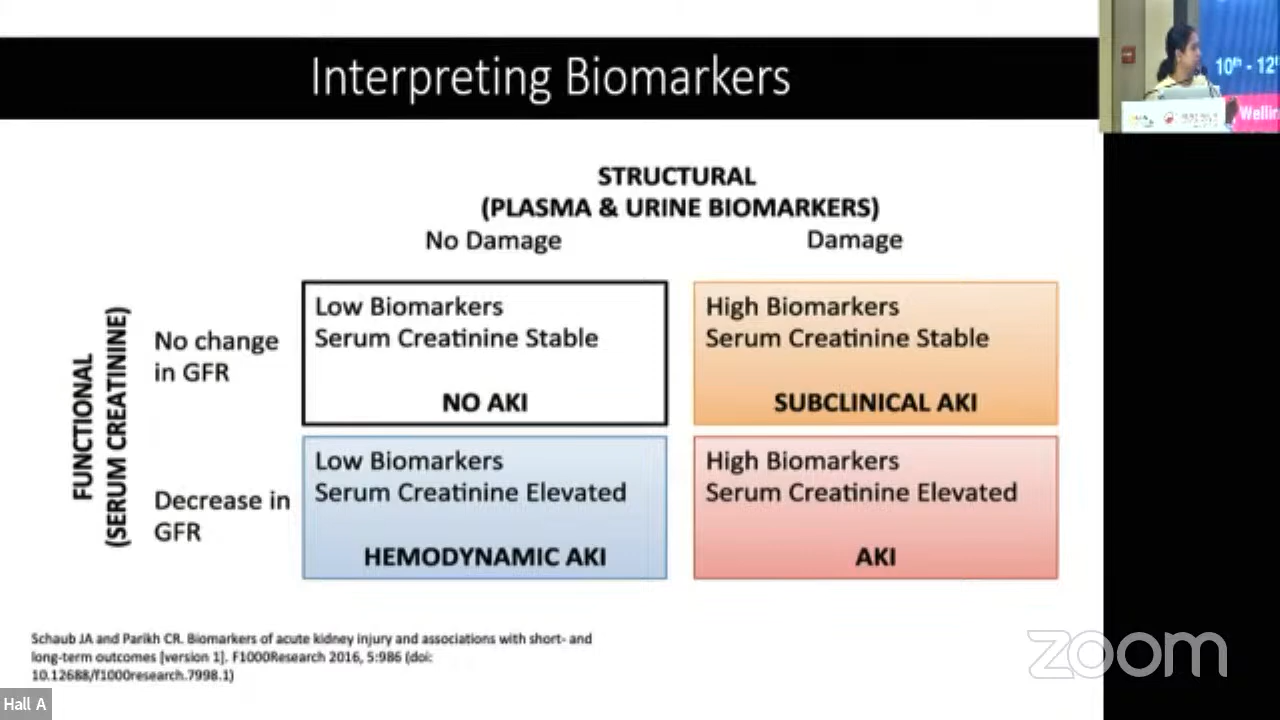 Interpreting Biomarkers
10th - 12th
STRUCTURAL
(PLASMA & URINE BIOMARKERS)
No Damage
Damage
FUNCTIONAL
(SERUM CREATININE)
No change
in GFR
Low Biomarkers
Serum Creatinine Stable
NO AKI
High Biomarkers
Serum Creatinine Stable
SUBCLINICAL AKI
Decrease in
GFR
Low Biomarkers
Serum Creatinine Elevated
HEMODYNAMIC AKI
High Biomarkers
Serum Creatinine Elevated
AKI
Schaub JA and Parikh CR. Biomarkers of acute kidney injury and associations with short- and
long-term outcomes [version 1]. F1000Research 2016, 5:986 (doi:
10.12688/f1000research.7998.1)
zoom
Hall A